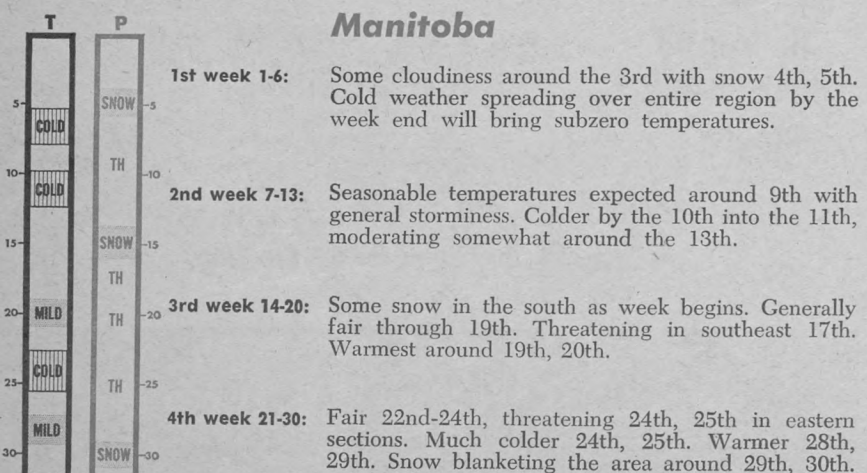 Manitoba
T P
1st week 1-6: Some cloudiness around the 3rd with snow 4th, 5th.
Cold weather spreading over entire region by the
week end will bring subzero temperatures.
2nd week 7-13: Seasonable temperatures expected around 9th with
general storminess. Colder by the 10th into the 11th,
moderating somewhat around the 13th.
3rd week 14-20: Some snow in the south as week begins. Generally
fair through 19th. Threatening in southeast 17th.
Warmest around 19th, 20th.
4th week 21-30: Fair 22nd-24th, threatening 24th, 25th in eastern
sections. Much colder 24th, 25th. Warmer 28th,
29th. Snow blanketing the area around 29th, 30th
5- SNOW -5
COLD
TH
10- -10
COLD
15- SNOW -15
TH
20- MILD TH -20
COLD
25- TH -25
MILD
30- SNOW -30